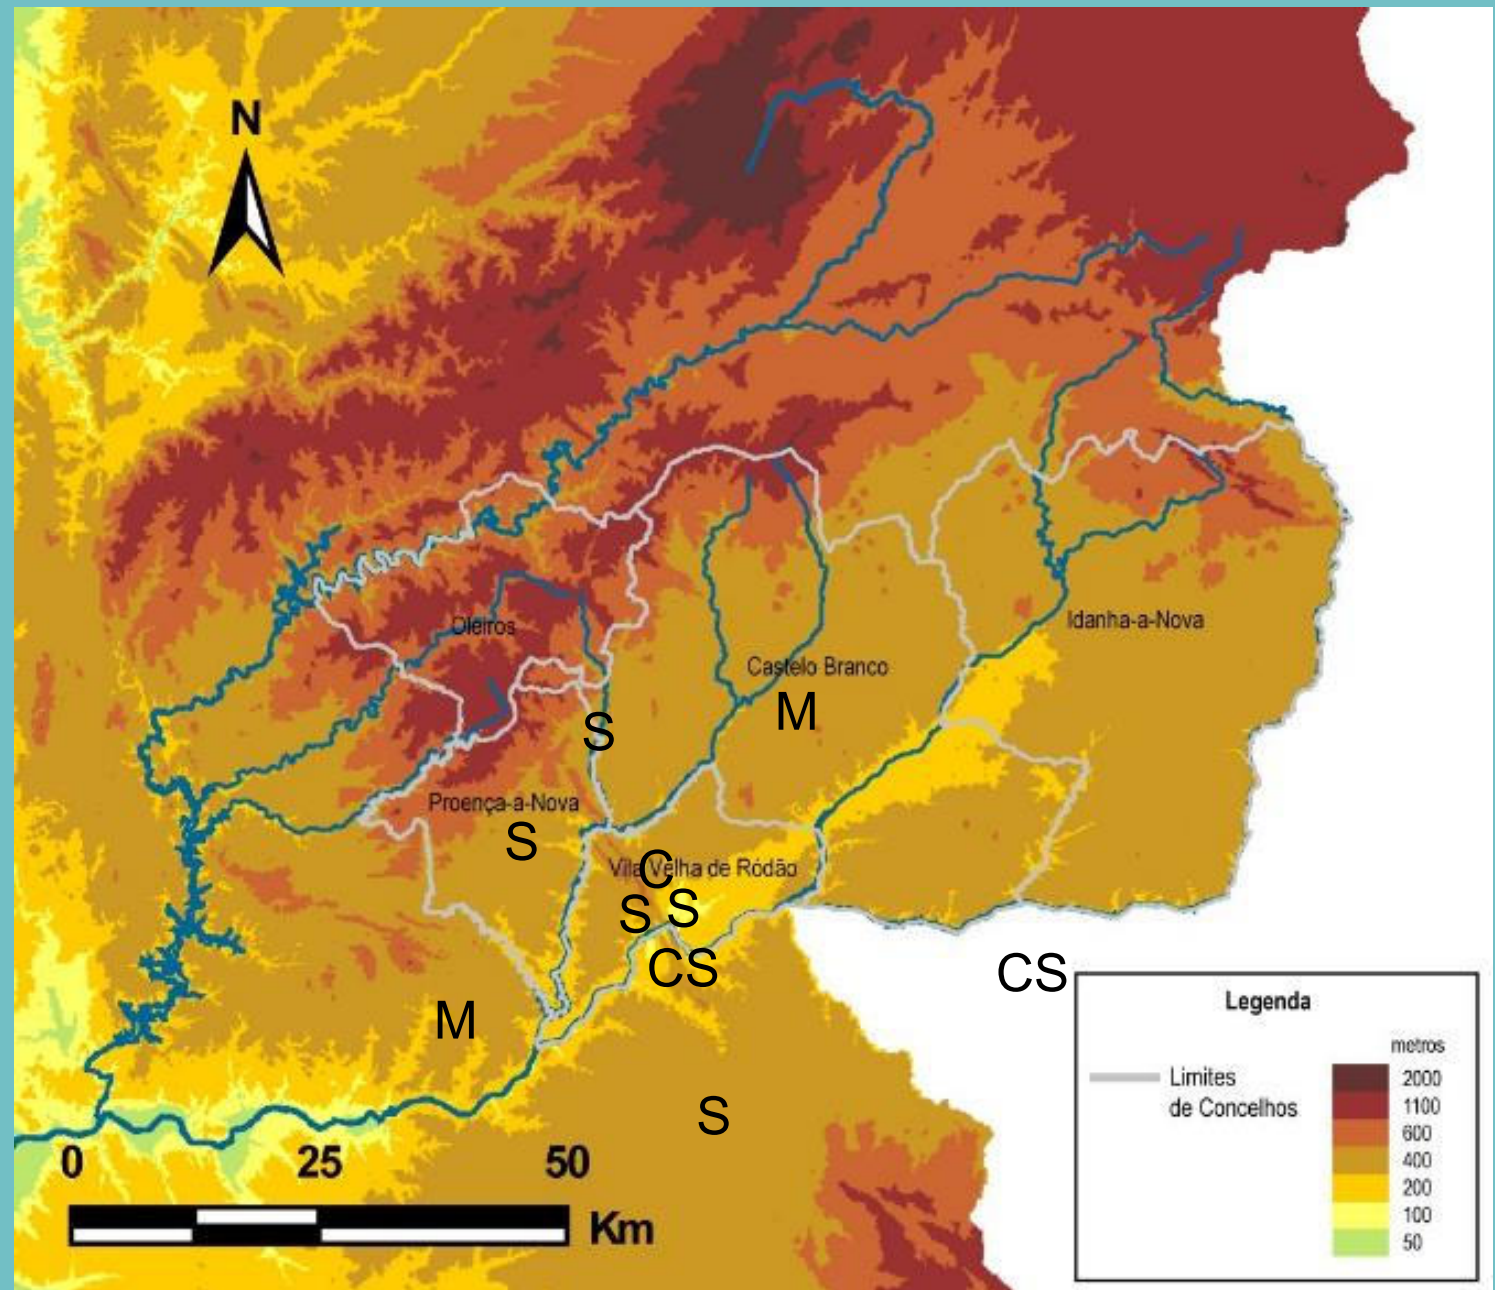 N
Oleiros
Idanha-a-Nova
Castelo Branco
M
S
Proença-a-Nova
S
C
Vila Velha de Ródão
S S
CS
CS
M
S
Legenda
metros
Limites
de Concelhos
2000
1100
600
400
200
100
50
0 25 50
Km